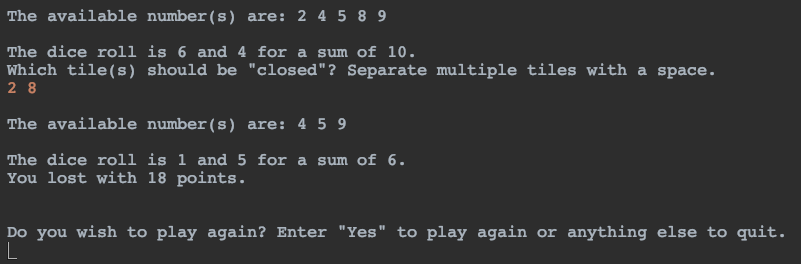 The available number(s) are: 2 4 5 8 9
The dice roll is 6 and 4 for a sum of 10.
Which tile(s) should be "closed"? Separate multiple tiles with a space.
2 8
The available number(s) are: 4 5 9
The dice roll is 1 and 5 for a sum of 6.
You lost with 18 points.
Do you wish to play again? Enter "Yes" to play again or anything else to quit.